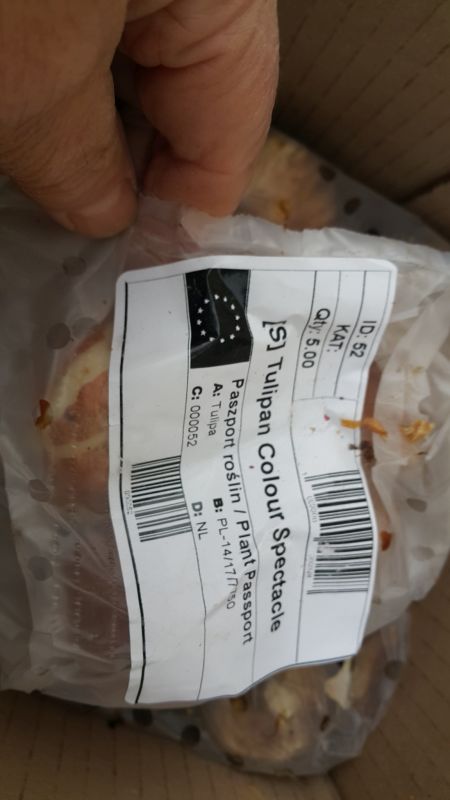 ID: 52
KAT:
Qty: 5.00
[S] Tulipan Colour Spectacle
Paszport roślin / Plant Passport
A: Tulipa
B: PL-14/17/
C: 000052
D: NL